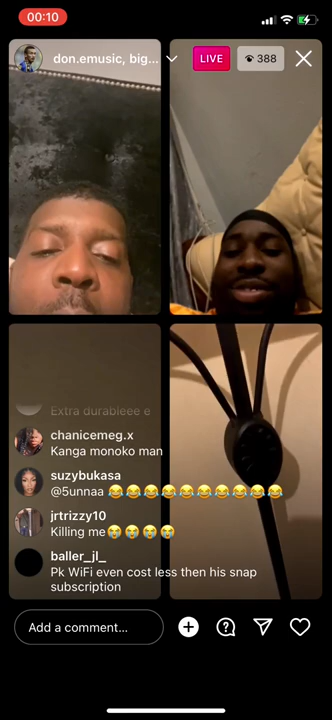 00:10
don.emusic, big...
LIVE
388
Extra durableee e
chanicemeg.x
Kanga monoko man
suzybukasa
@5unnaa 😂😂😂😂😂😂😂😂😂😂
jrtrizzy10
Killing me😭😭😭😭
baller_jl_
Pk WiFi even cost less then his snap
subscription
Add a comment...